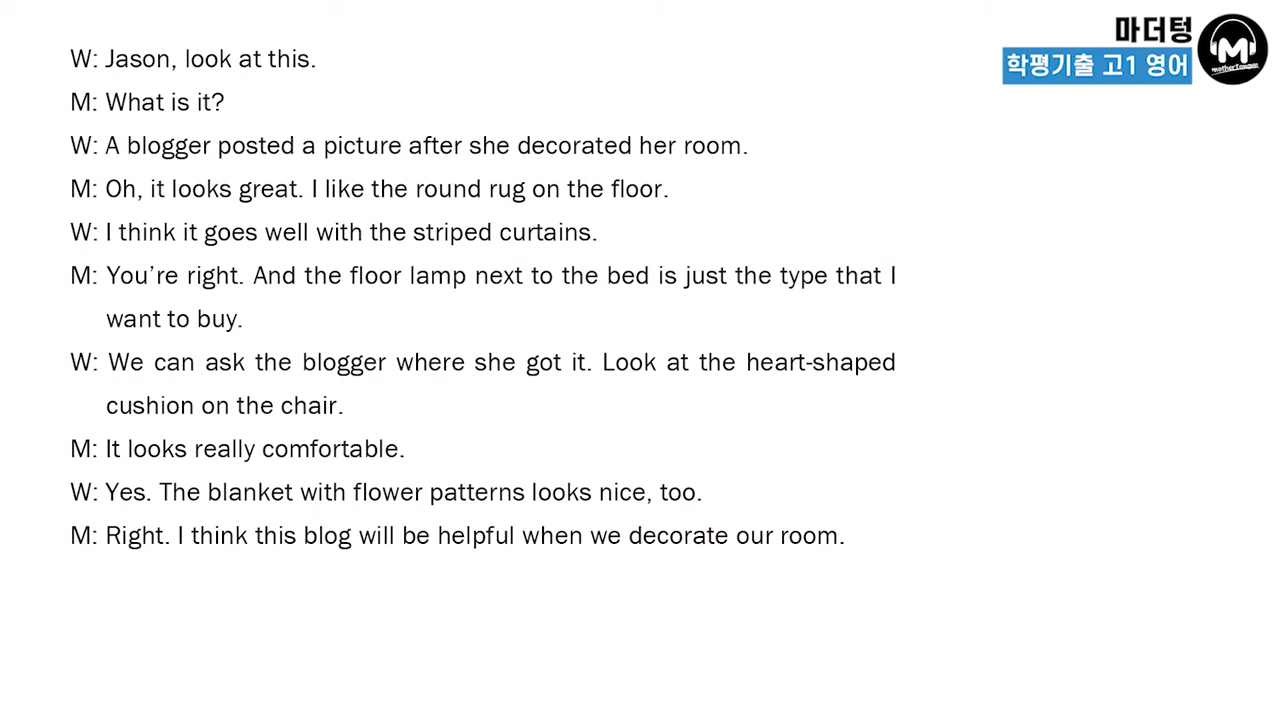 마더텅
학평기출 고1 영어
M
MotherTongue
W: Jason, look at this.
M: What is it?
W: A blogger posted a picture after she decorated her room.
M: Oh, it looks great. I like the round rug on the floor.
W: I think it goes well with the striped curtains.
M: You’re right. And the floor lamp next to the bed is just the type that I
want to buy.
W: We can ask the blogger where she got it. Look at the heart-shaped
cushion on the chair.
M: It looks really comfortable.
W: Yes. The blanket with flower patterns looks nice, too.
M: Right. I think this blog will be helpful when we decorate our room.